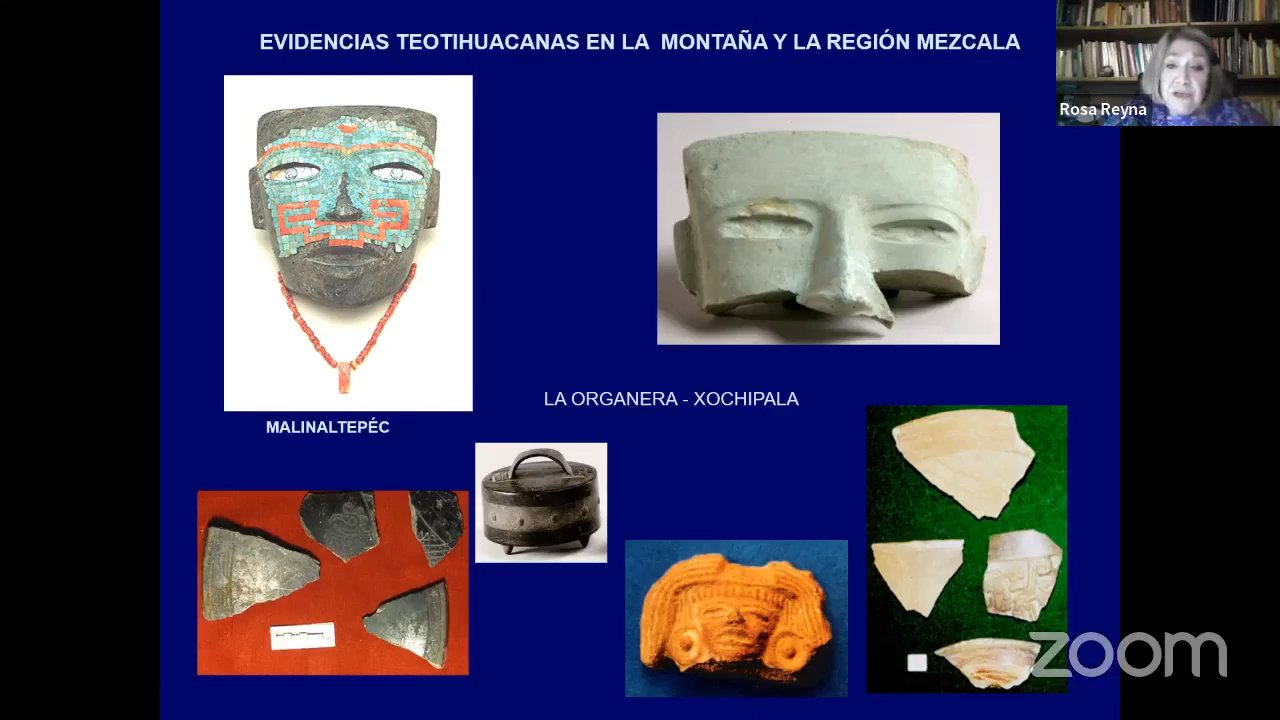 EVIDENCIAS TEOTIHUACANAS EN LA MONTAÑA Y LA REGIÓN MEZCALA
Rosa Reyna
LA ORGANERA - XOCHIPALA
MALINALTEPÉC
zoom